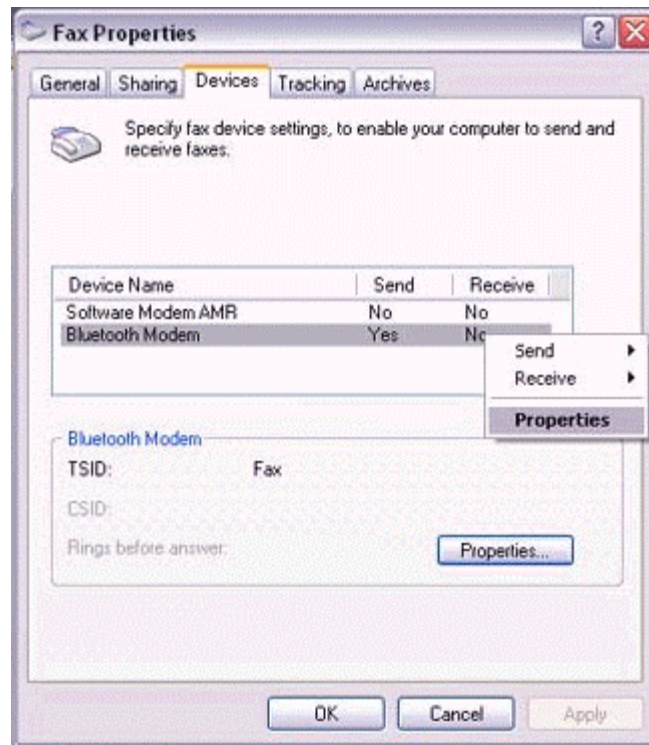 Fax Properties
General Sharing Devices Tracking Archives
Specify fax device settings, to enable your computer to send and
receive faxes.
Device Name Send Receive
Software Modem AMR No No
Bluetooth Modem Yes No
Send
Receive
Properties
Bluetooth Modem
TSID: Fax
CSID:
Rings before answer:
Properties...
OK Cancel Apply